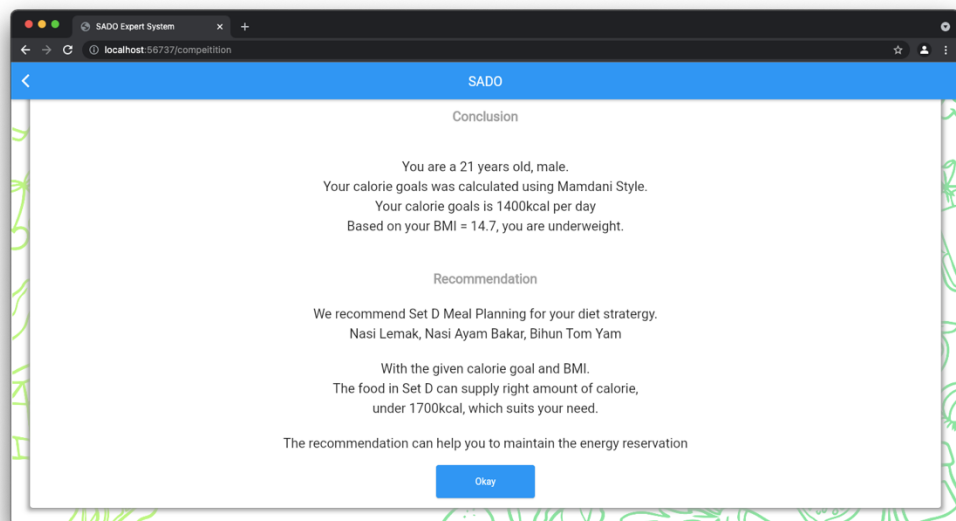 SADO Expert System
localhost:56737/compeitition
SADO
Conclusion
You are a 21 years old, male.
Your calorie goals was calculated using Mamdani Style.
Your calorie goals is 1400kcal per day
Based on your BMI = 14.7, you are underweight.
Recommendation
We recommend Set D Meal Planning for your diet stratergy.
Nasi Lemak, Nasi Ayam Bakar, Bihun Tom Yam
With the given calorie goal and BMI.
The food in Set D can supply right amount of calorie,
under 1700kcal, which suits your need.
The recommendation can help you to maintain the energy reservation
Okay